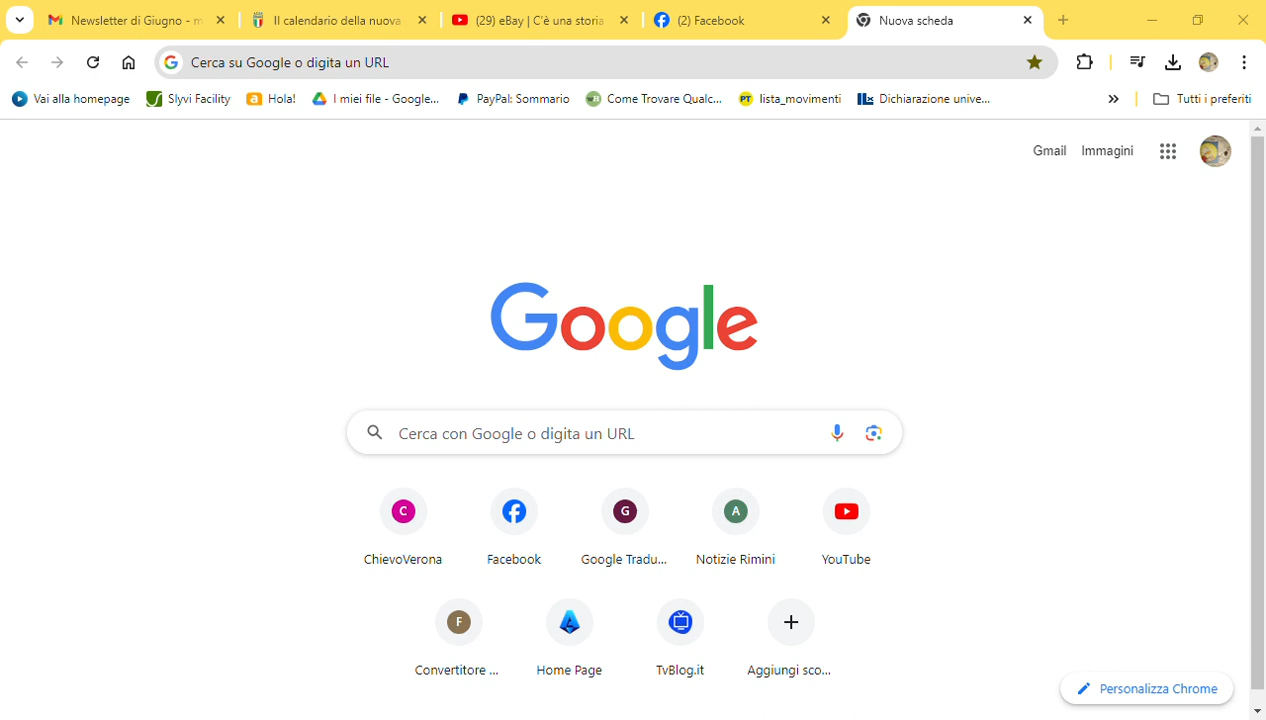 Newsletter di Giugno - m
Il calendario della nuova
(29) eBay | C'è una storia
(2) Facebook
Nuova scheda
Cerca su Google o digita un URL
Vai alla homepage
Slyvi Facility
Hola!
I miei file - Google...
PayPal: Sommario
Come Trovare Qualc...
lista_movimenti
Dichiarazione unive...
Tutti i preferiti
Gmail
Immagini
Google
Cerca con Google o digita un URL
C
G
A
ChievoVerona
Facebook
Google Tradu...
Notizie Rimini
YouTube
F
Convertitore ...
Home Page
TvBlog.it
Aggiungi sco...
Personalizza Chrome